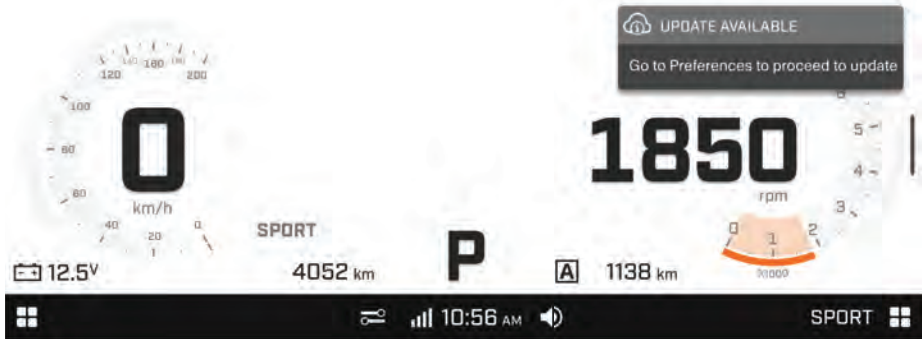 UPDATE AVAILABLE
Go to Preferences to proceed to update
120
160
180
200
100
80
60
40
20
0
0
km/h
SPORT
12.5V
4052 km
P
1850
rpm
5
4
3
2
1
0
X1000
A 1138 km
10:56 AM
SPORT